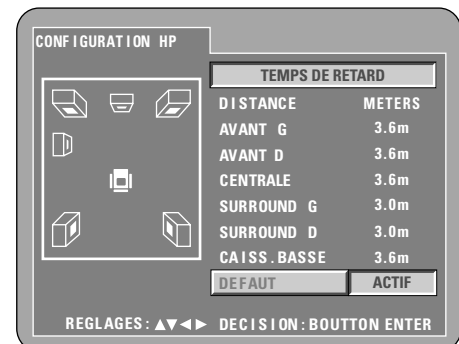 CONFIGURATION HP
TEMPS DE RETARD
DISTANCE METERS
AVANT G 3.6m
AVANT D 3.6m
CENTRALE 3.6m
SURROUND G 3.0m
SURROUND D 3.0m
CAISS.BASSE 3.6m
DEFAUT ACTIF
REGLAGES:▲▼◄► DECISION:BOUTTON ENTER